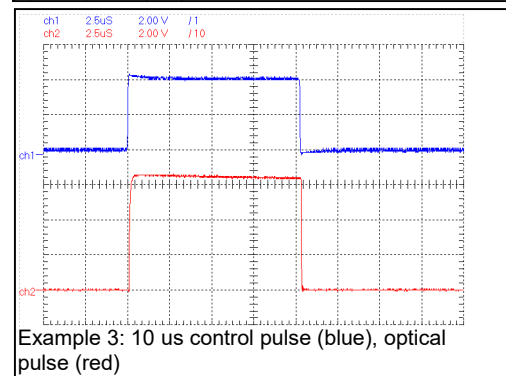 ch1 2.5uS 2.00 V / 1
ch2 2.5uS 2.00 V / 10
ch1
ch2
Example 3: 10 us control pulse (blue), optical
pulse (red)